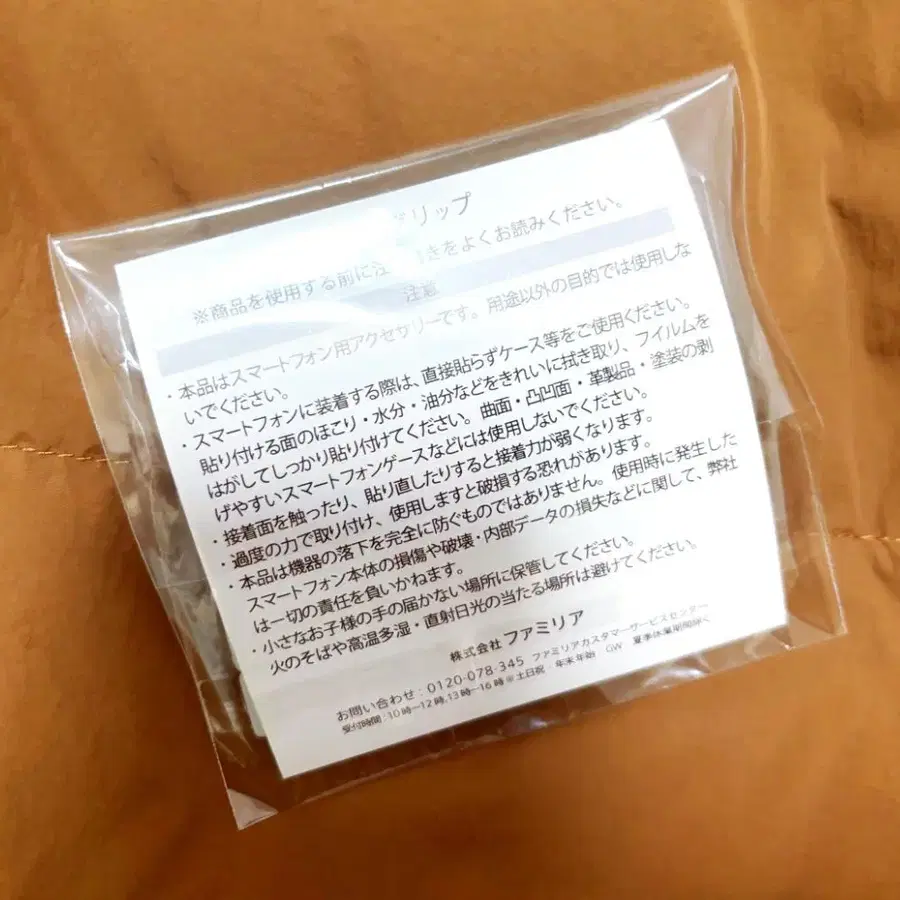 リップ
※商品を使用する前に注 きをよくお読みください。
注意
・本品はスマートフォン用アクセサリーです。用途以外の目的では使用しな
いでください。
・スマートフォンに装着する際は、直接貼らずケース等をご使用ください。
貼り付ける面のほこり・水分・油分などをきれいに拭き取り、フイルムを
はがしてしっかり貼り付けてください。曲面・凸凹面・革製品・塗装の剥
げやすいスマートフォンケースなどには使用しないでください。
・接着面を触ったり、貼り直したりすると接着力が弱くなります。
・過度の力で取り付け、使用しますと破損する恐れがあります。
・本品は機器の落下を完全に防ぐものではありません。使用時に発生した
スマートフォン本体の損傷や破壊・内部データの損失などに関して、弊社
は一切の責任を負いかねます。
・小さなお子様の手の届かない場所に保管してください。
火のそばや高温多湿・直射日光の当たる場所は避けてください。
株式会社 ファミリア
お問い合わせ：0120-078-345 ファミリアカスタマーサービスセンター
受付時間：10時―12時,13時―16時※土日祝・年末年始・GW・夏季休業期間除く